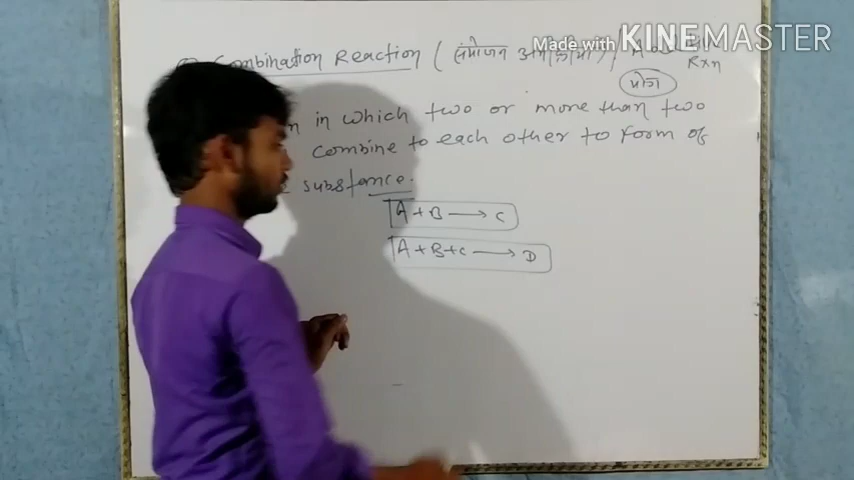 Made with KINEMASTER
Combination Reaction (संयोजन अभिक्रिया) /
Rxn
योग
in which two or more than two
combine to each other to form of
substance.
A + B ⟶ C
A + B + C ⟶ D